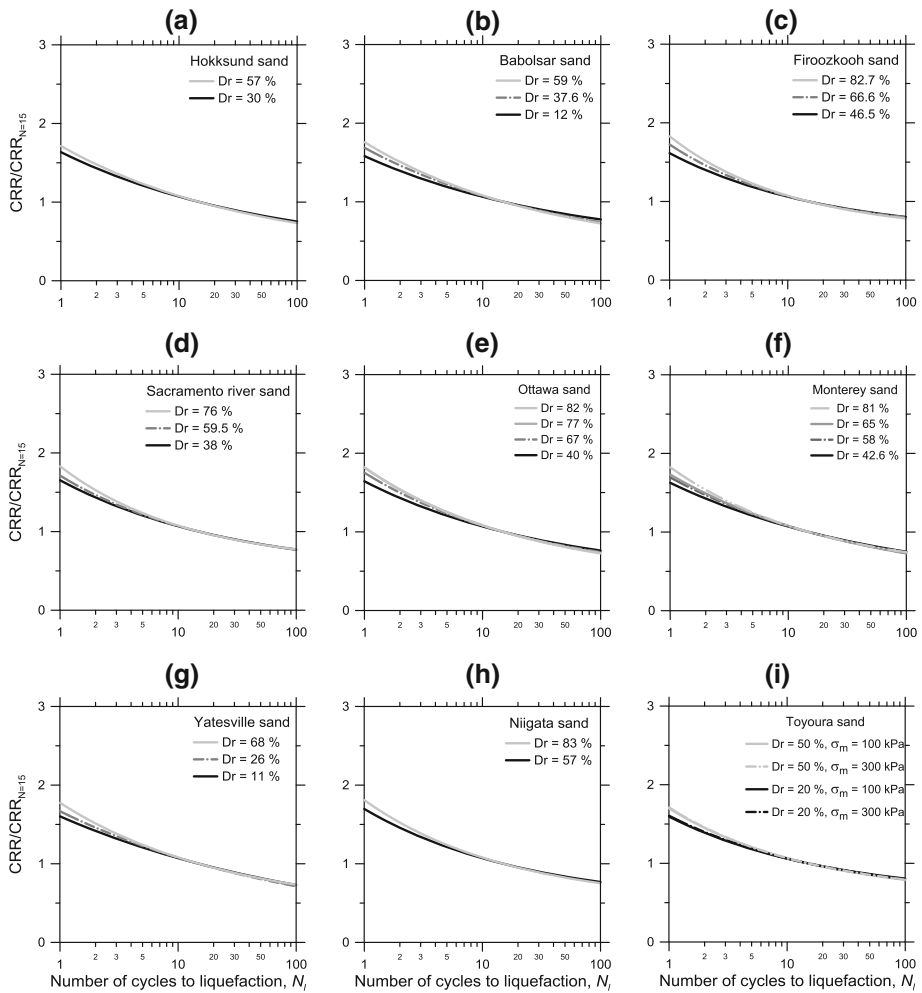 (a)
Hokksund sand
Dr = 57 %
Dr = 30 %
3
2
1
0
CRR/CRR N=15
1 2 3 5 10 20 30 50 100
(b)
Babolsar sand
Dr = 59 %
Dr = 37.6 %
Dr = 12 %
3
2
1
0
1 2 3 5 10 20 30 50 100
(c)
Firoozkooh sand
Dr = 82.7 %
Dr = 66.6 %
Dr = 46.5 %
3
2
1
0
1 2 3 5 10 20 30 50 100
(d)
Sacramento river sand
Dr = 76 %
Dr = 59.5 %
Dr = 38 %
3
2
1
0
CRR/CRR N=15
1 2 3 5 10 20 30 50 100
(e)
Ottawa sand
Dr = 82 %
Dr = 77 %
Dr = 67 %
Dr = 40 %
3
2
1
0
1 2 3 5 10 20 30 50 100
(f)
Monterey sand
Dr = 81 %
Dr = 65 %
Dr = 58 %
Dr = 42.6 %
3
2
1
0
1 2 3 5 10 20 30 50 100
(g)
Yatesville sand
Dr = 68 %
Dr = 26 %
Dr = 11 %
3
2
1
0
CRR/CRR N=15
1 2 3 5 10 20 30 50 100
Number of cycles to liquefaction, Nl
(h)
Niigata sand
Dr = 83 %
Dr = 57 %
3
2
1
0
1 2 3 5 10 20 30 50 100
Number of cycles to liquefaction, Nl
(i)
Toyoura sand
Dr = 50 %, σm = 100 kPa
Dr = 50 %, σm = 300 kPa
Dr = 20 %, σm = 100 kPa
Dr = 20 %, σm = 300 kPa
3
2
1
0
1 2 3 5 10 20 30 50 100
Number of cycles to liquefaction, Nl